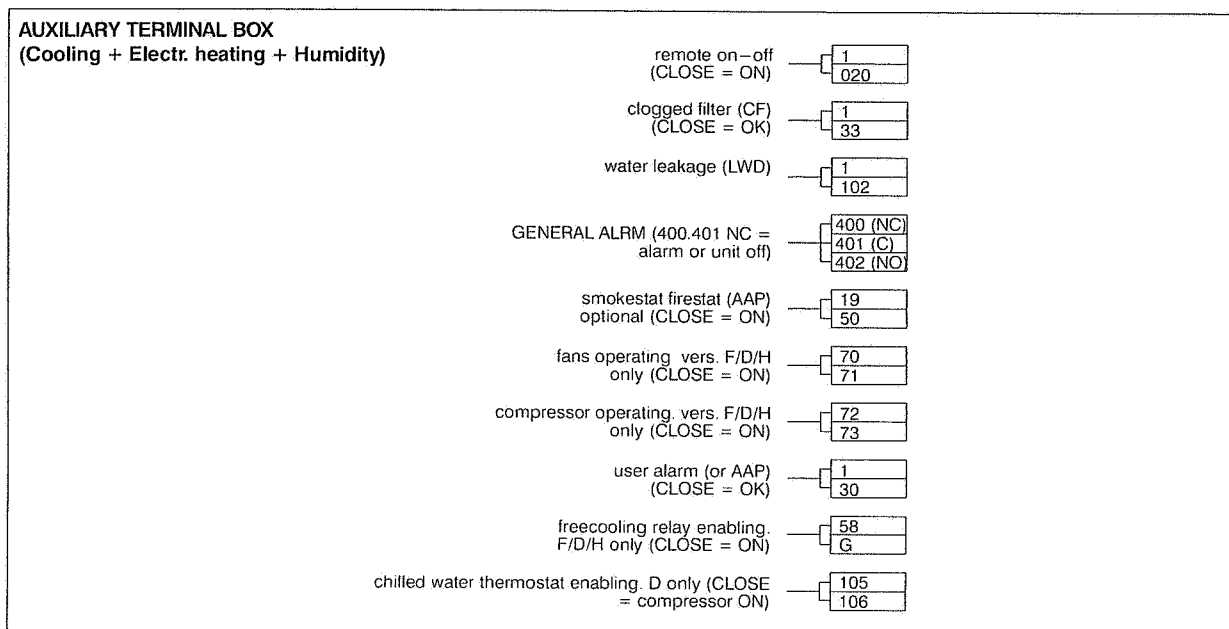 AUXILIARY TERMINAL BOX
(Cooling + Electr. heating + Humidity)
remote on–off
(CLOSE = ON)
1
020
clogged filter (CF)
(CLOSE = OK)
1
33
water leakage (LWD)
1
102
GENERAL ALRM (400.401 NC =
alarm or unit off)
400 (NC)
401 (C)
402 (NO)
smokestat firestat (AAP)
optional (CLOSE = ON)
19
50
fans operating vers. F/D/H
only (CLOSE = ON)
70
71
compressor operating. vers. F/D/H
only (CLOSE = ON)
72
73
user alarm (or AAP)
(CLOSE = OK)
1
30
freecooling relay enabling.
F/D/H only (CLOSE = ON)
58
G
chilled water thermostat enabling. D only (CLOSE
= compressor ON)
105
106